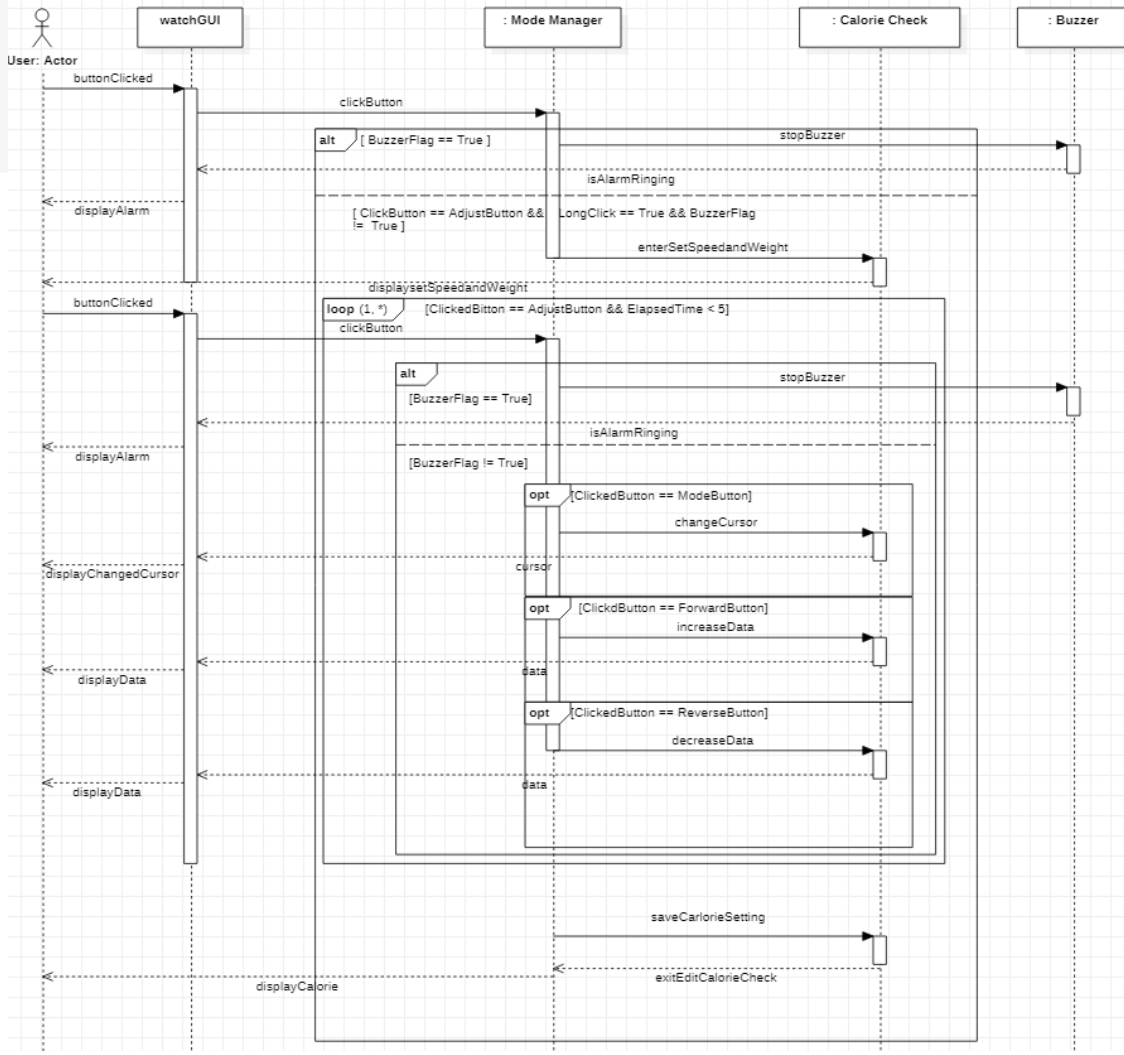 watchGUI
: Mode Manager
: Calorie Check
: Buzzer
User: Actor
buttonClicked
clickButton
alt
[ BuzzerFlag == True ]
stopBuzzer
isAlarmRinging
displayAlarm
[ ClickButton == AdjustButton && LongClick == True && BuzzerFlag
!= True ]
enterSetSpeedandWeight
displaysetSpeedandWeight
buttonClicked
loop (1, *)
[ClickedBitton == AdjustButton && ElapsedTime < 5]
clickButton
alt
stopBuzzer
[BuzzerFlag == True]
isAlarmRinging
displayAlarm
[BuzzerFlag != True]
opt
[ClickedButton == ModeButton]
changeCursor
cursor
displayChangedCursor
opt
[ClickdButton == ForwardButton]
increaseData
data
displayData
opt
[ClickedButton == ReverseButton]
decreaseData
data
displayData
saveCarlorieSetting
exitEditCalorieCheck
displayCalorie